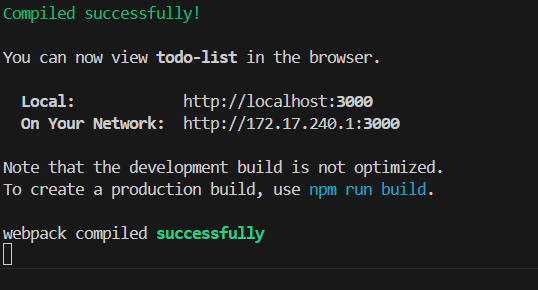 Compiled successfully!
You can now view todo-list in the browser.
Local: http://localhost:3000
On Your Network: http://172.17.240.1:3000
Note that the development build is not optimized.
To create a production build, use npm run build.
webpack compiled successfully